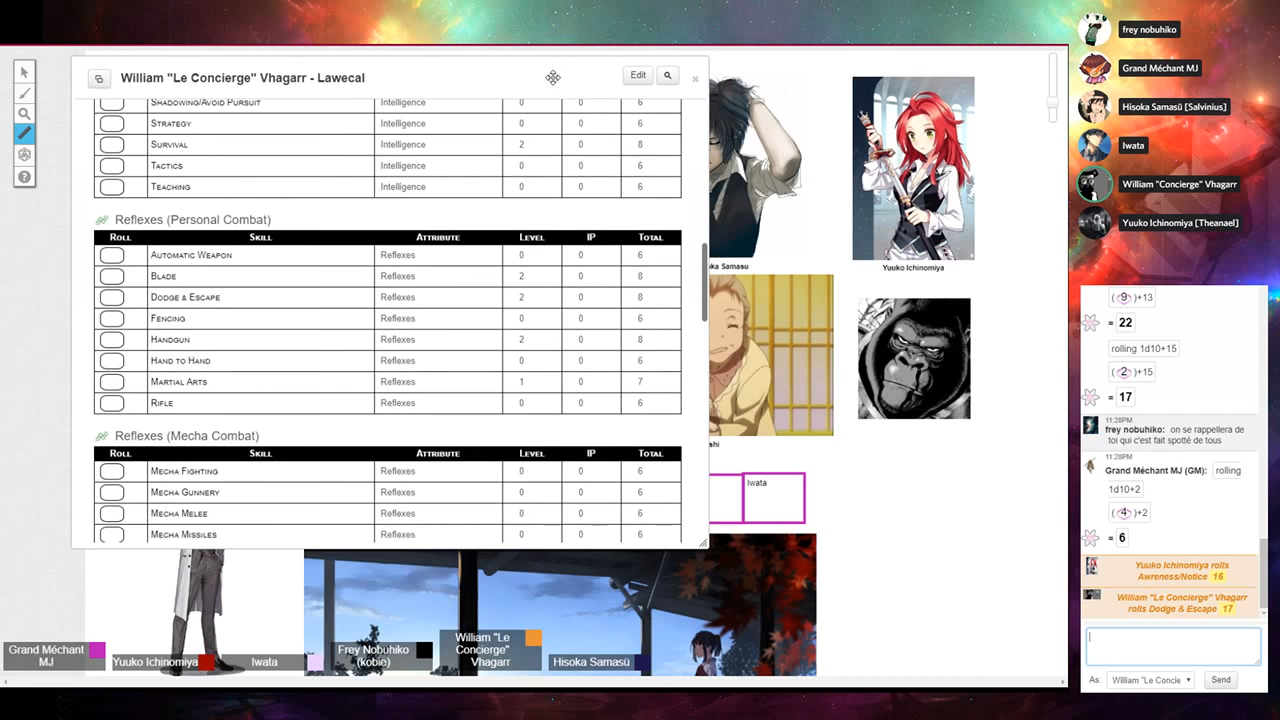 William "Le Concierge" Vhagarr - Lawecal
Edit
Shadowing/Avoid Pursuit Intelligence 0 0 6
Strategy Intelligence 0 0 6
Survival Intelligence 2 0 8
Tactics Intelligence 0 0 6
Teaching Intelligence 0 0 6
Reflexes (Personal Combat)
Roll Skill Attribute Level IP Total
Automatic Weapon Reflexes 0 0 6
Blade Reflexes 2 0 8
Dodge & Escape Reflexes 2 0 8
Fencing Reflexes 0 0 6
Handgun Reflexes 2 0 8
Hand to Hand Reflexes 0 0 6
Martial Arts Reflexes 1 0 7
Rifle Reflexes 0 0 6
Reflexes (Mecha Combat)
Roll Skill Attribute Level IP Total
Mecha Fighting Reflexes 0 0 6
Mecha Gunnery Reflexes 0 0 6
Mecha Melee Reflexes 0 0 6
Mecha Missiles Reflexes 0 0 6
ka Samasu
Yuuko Ichinomiya
shi
Iwata
Grand Méchant
MJ
Yuuko Ichinomiya
Iwata
Frey Nobuhiko
(kobie)
William "Le
Concierge"
Vhagarr
Hisoka Samasū
frey nobuhiko
Grand Méchant MJ
Hisoka Samasū [Salvinius]
Iwata
William "Concierge" Vhagarr
Yuuko Ichinomiya [Theanael]
(9)+13
= 22
rolling 1d10+15
(2)+15
= 17
11:28PM
frey nobuhiko: on se rappellera de
toi qui c'est fait spotté de tous
11:28PM
Grand Méchant MJ (GM): rolling
1d10+2
(4)+2
= 6
Yuuko Ichinomiya rolls
Awreness/Notice 16
William "Le Concierge" Vhagarr
rolls Dodge & Escape 17
As: William "Le Concie Send